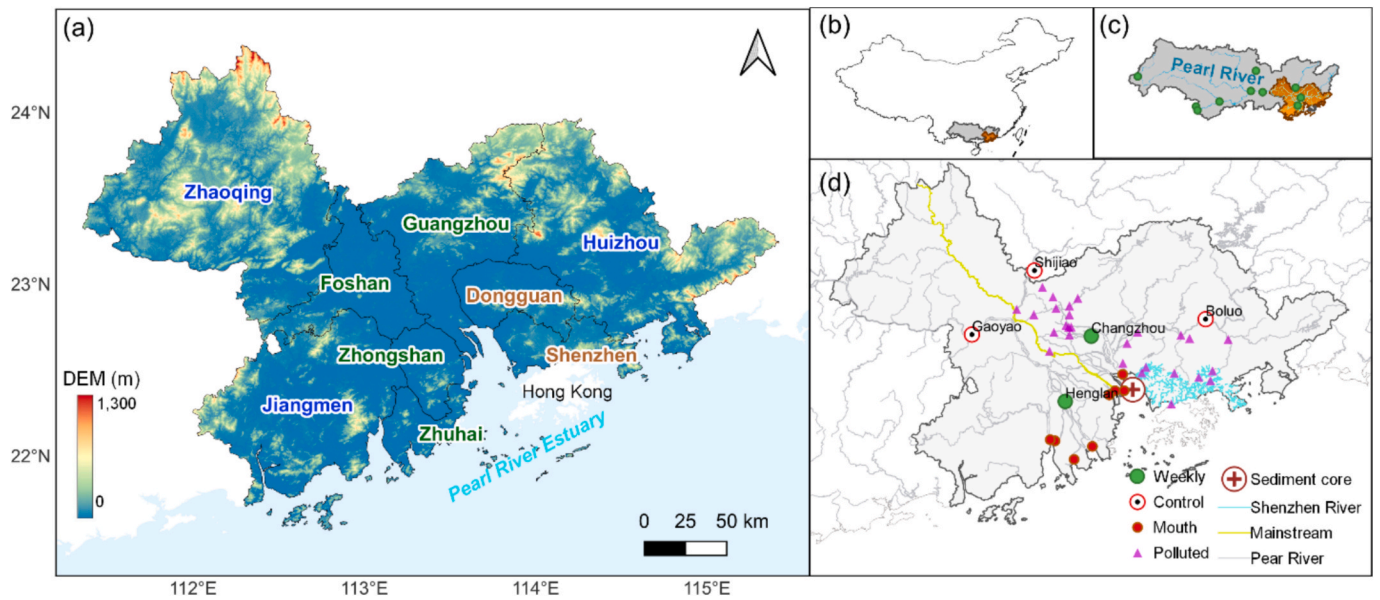 (a)
24°N
23°N
22°N
Zhaoqing
Guangzhou
Huizhou
Foshan
Dongguan
Zhongshan
Shenzhen
Hong Kong
Jiangmen
Zhuhai
Pearl River Estuary
DEM (m)
1,300
0
0 25 50 km
112°E 113°E 114°E 115°E
(b)
(c)
Pearl River
(d)
Shijiao
Boluo
Gaoyao
Changzhou
Henglan
Weekly
Control
Mouth
Polluted
Sediment core
Shenzhen River
Mainstream
Pear River